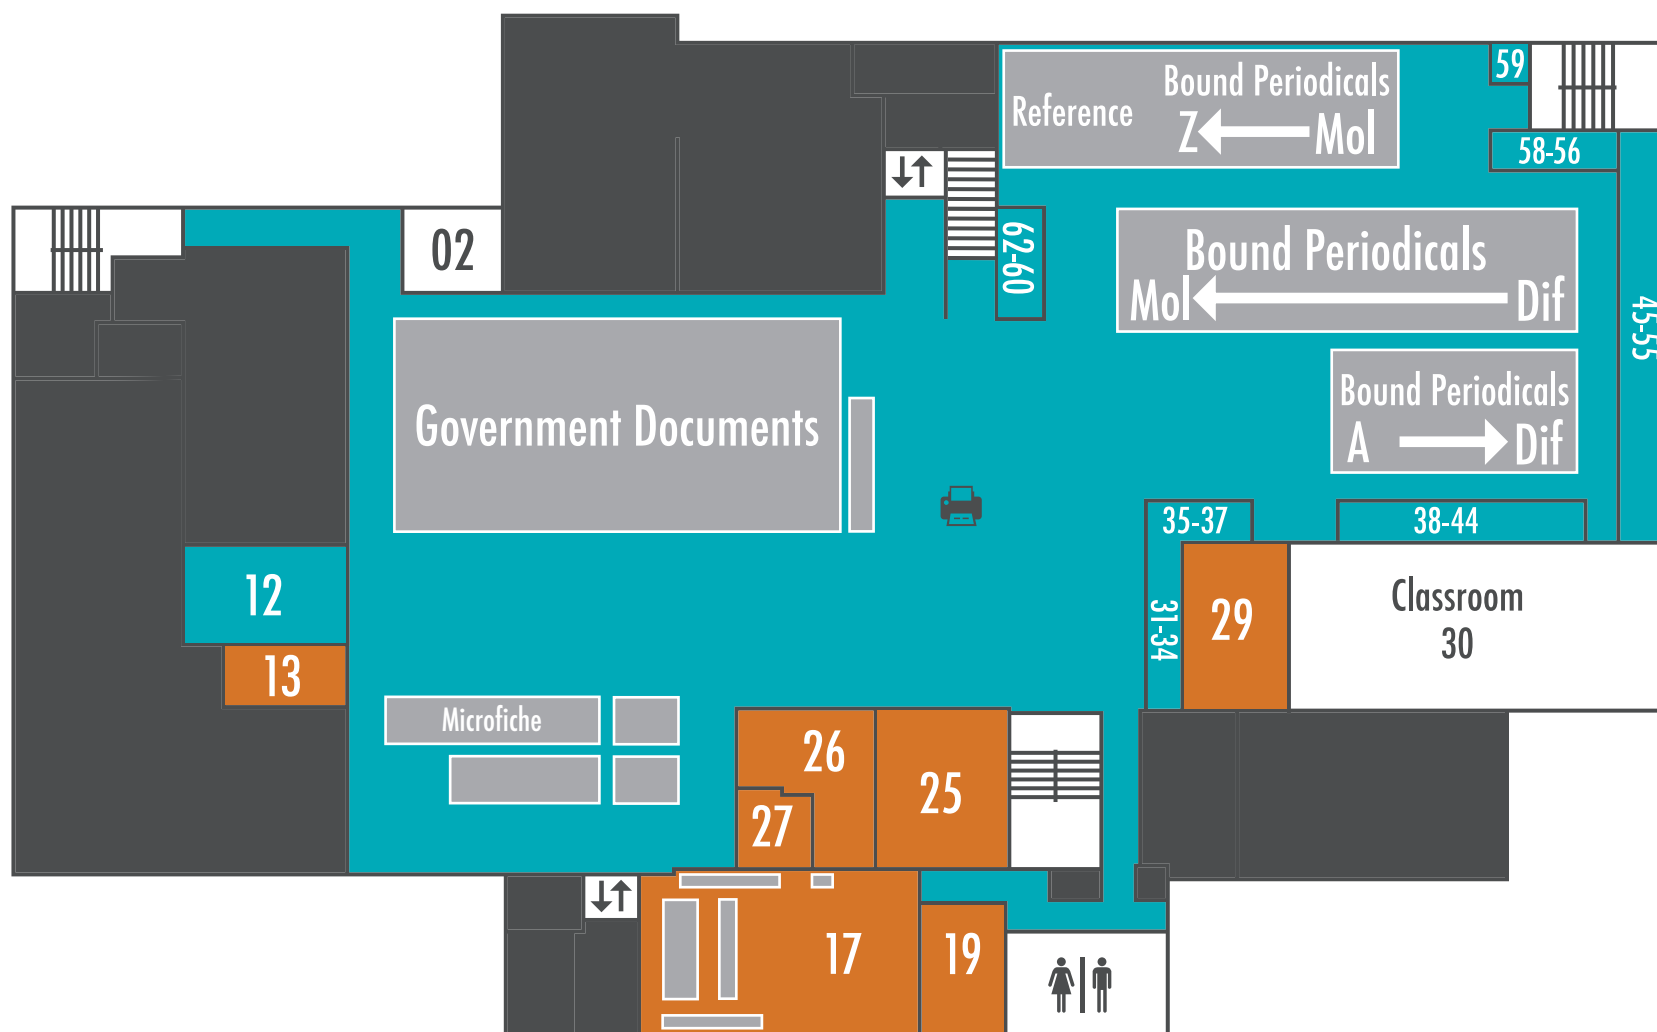 59
Bound Periodicals
Reference
Z Mol
58-56
02
62-60
Bound Periodicals
Mol Dif
45-55
Bound Periodicals
A Dif
Government Documents
35-37
38-44
12
31-34
29
Classroom
30
13
Microfiche
26
25
27
17
19